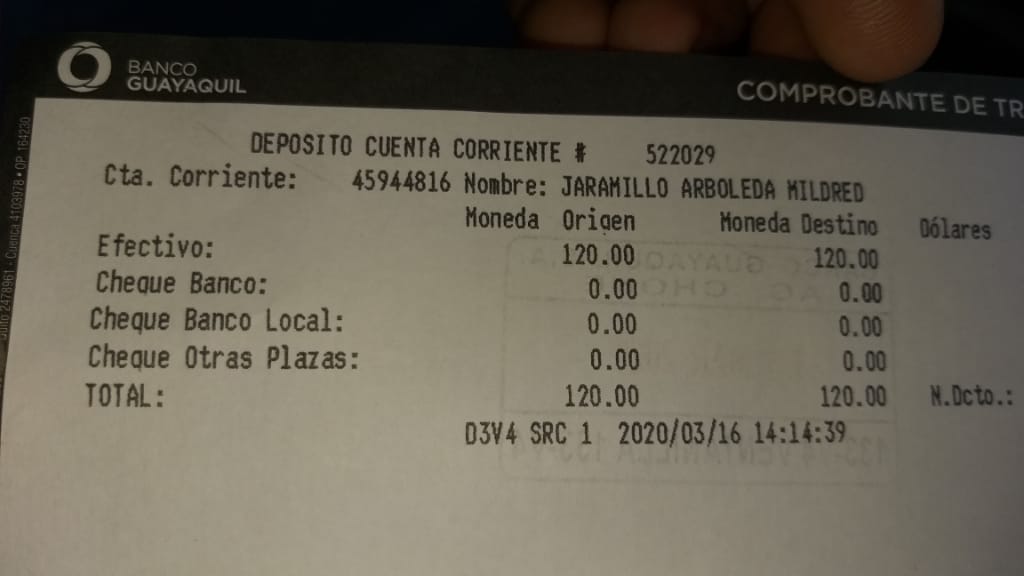 BANCO
GUAYAQUIL
COMPROBANTE DE TR
DEPOSITO CUENTA CORRIENTE # 522029
Cta. Corriente: 45944816 Nombre: JARAMILLO ARBOLEDA MILDRED
Moneda Origen Moneda Destino Dólares
Efectivo: 120.00 120.00
Cheque Banco: 0.00 0.00
Cheque Banco Local: 0.00 0.00
Cheque Otras Plazas: 0.00 0.00
TOTAL: 120.00 120.00 N.Dcto.:
D3V4 SRC 1 2020/03/16 14:14:39
2478961 - Cuenca 4103978 • OP. 164230